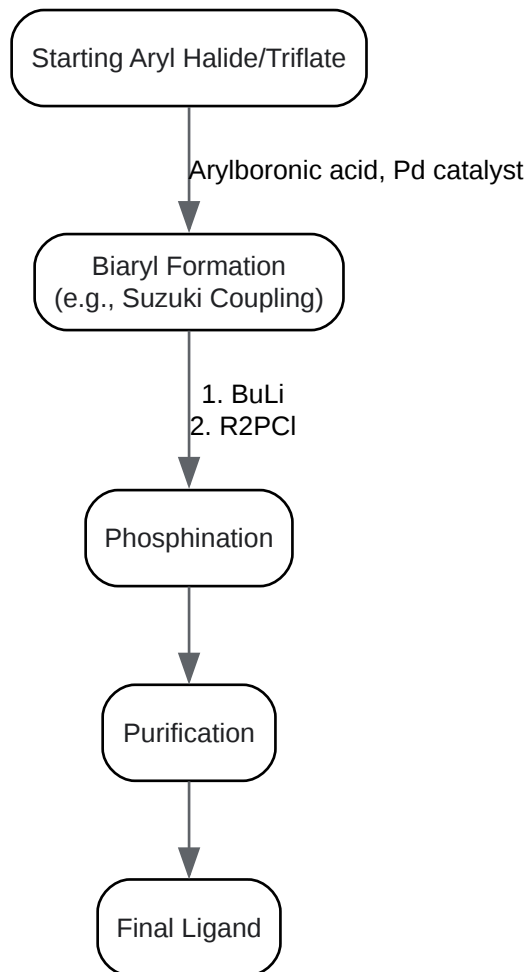 Starting Aryl Halide/Triflate
Arylboronic acid, Pd catalyst
Biaryl Formation
(e.g., Suzuki Coupling)
1. BuLi
2. R2PCl
Phosphination
Purification
Final Ligand